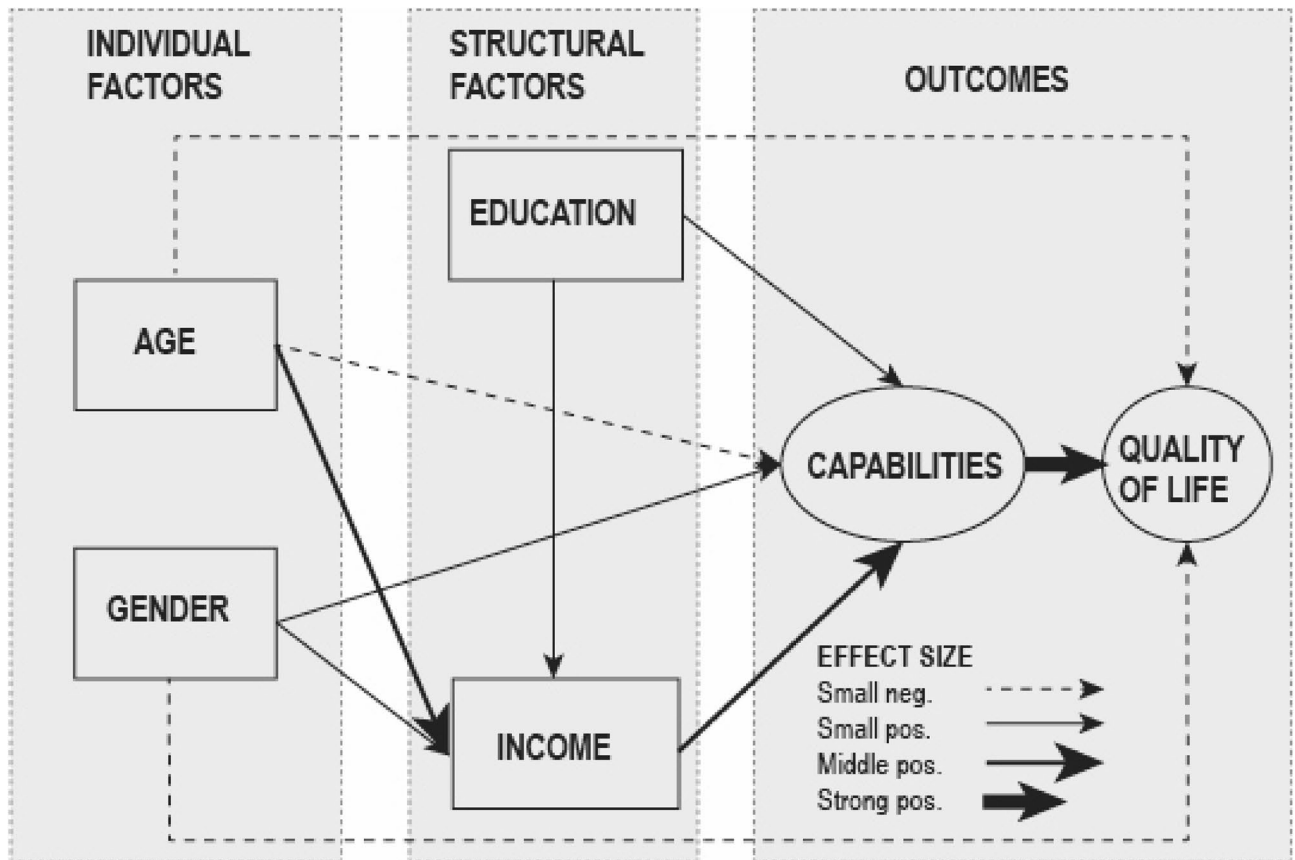 INDIVIDUAL
FACTORS
STRUCTURAL
FACTORS
OUTCOMES
EDUCATION
AGE
CAPABILITIES
QUALITY
OF LIFE
GENDER
INCOME
EFFECT SIZE
Small neg.
Small pos.
Middle pos.
Strong pos.